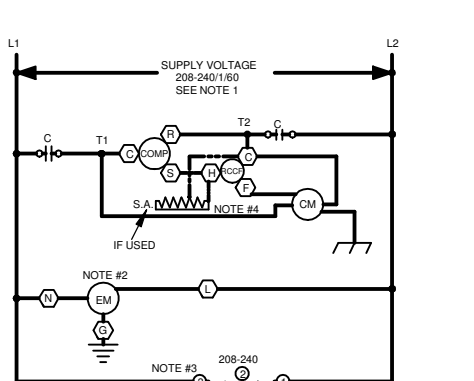 L1
L2
SUPPLY VOLTAGE
208-240/1/60
SEE NOTE 1
T2
C
R
C
T1
C
COMP
C
S
H
RCCF
F
S.A.
NOTE #4
CM
IF USED
NOTE #2
N
EM
L
G
208-240
NOTE #3
2